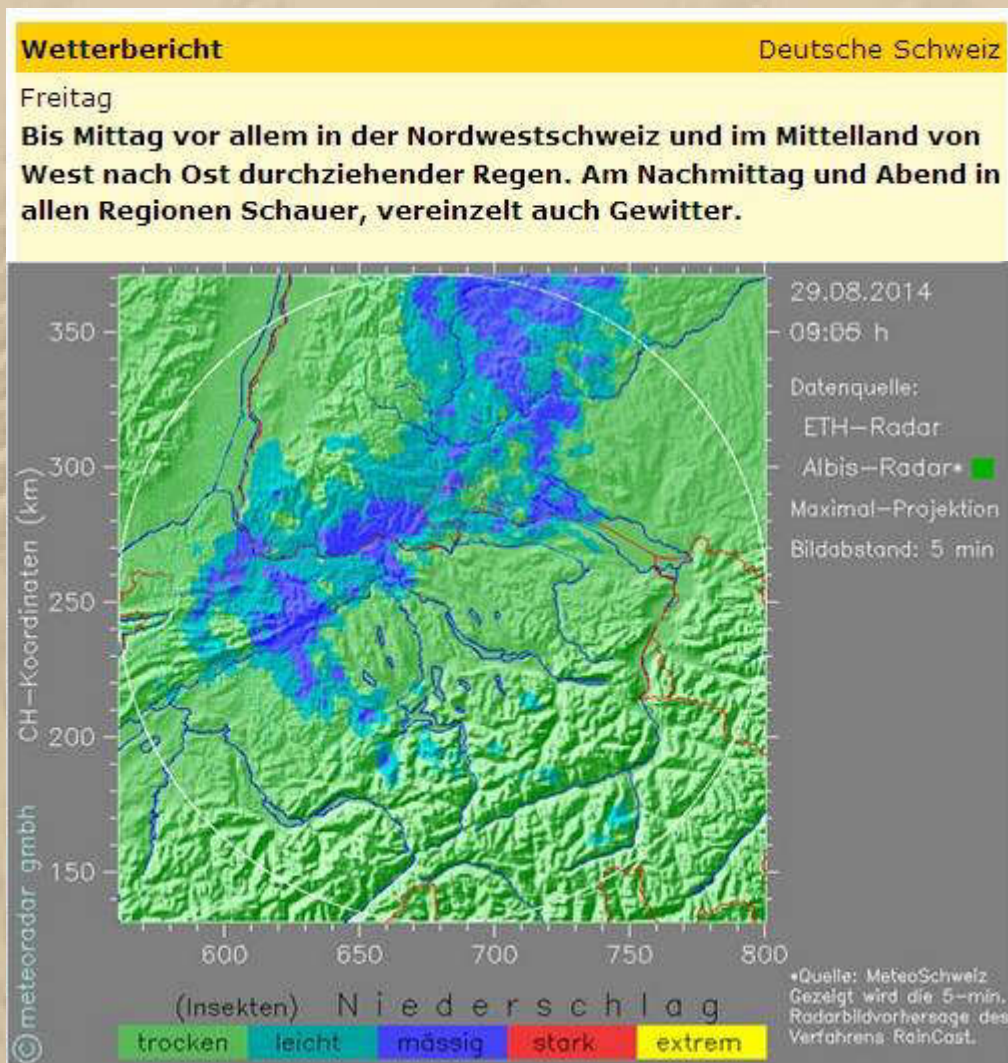 Wetterbericht Deutsche Schweiz
Freitag
Bis Mittag vor allem in der Nordwestschweiz und im Mittelland von
West nach Ost durchziehender Regen. Am Nachmittag und Abend in
allen Regionen Schauer, vereinzelt auch Gewitter.
29.08.2014
09:05 h
Datenquelle:
ETH-Radar
Albis-Radar*
Maximal-Projektion
Bildabstand: 5 min
350
300
250
200
150
CH-Koordinaten (km)
© meteoradar gmbh
600 650 700 750 800
*Quelle: MeteoSchweiz
Gezeigt wird die 5-min.
Radarbildvorhersage des
Verfahrens RainCast.
(Insekten) Niederschlag
trocken leicht mässig stark extrem